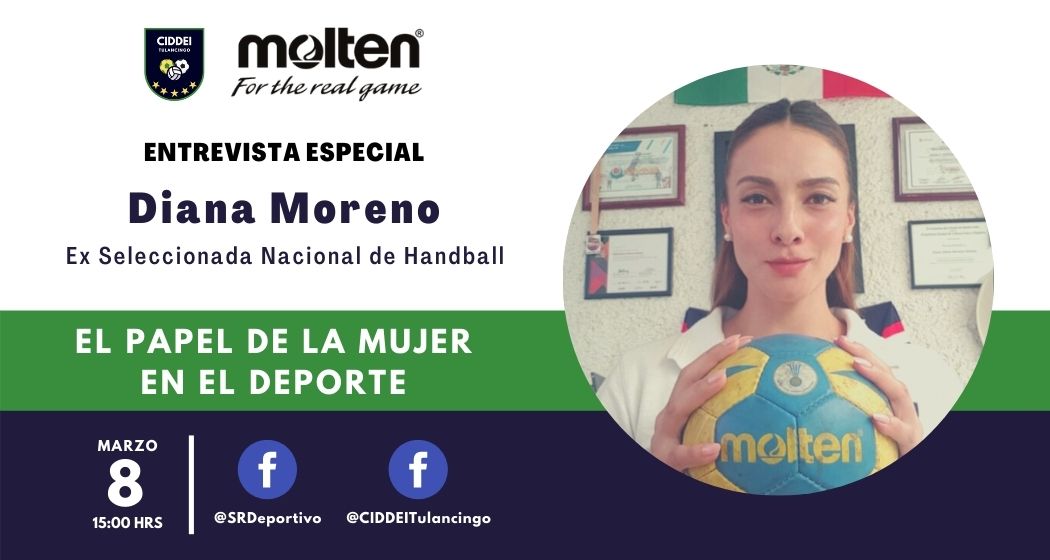 CIDDEI
TULANCINGO
molten®
For the real game
ENTREVISTA ESPECIAL
Diana Moreno
Ex Seleccionada Nacional de Handball
EL PAPEL DE LA MUJER
EN EL DEPORTE
MARZO
8
15:00 HRS
@SRDeportivo
@CIDDEITulancingo
molten